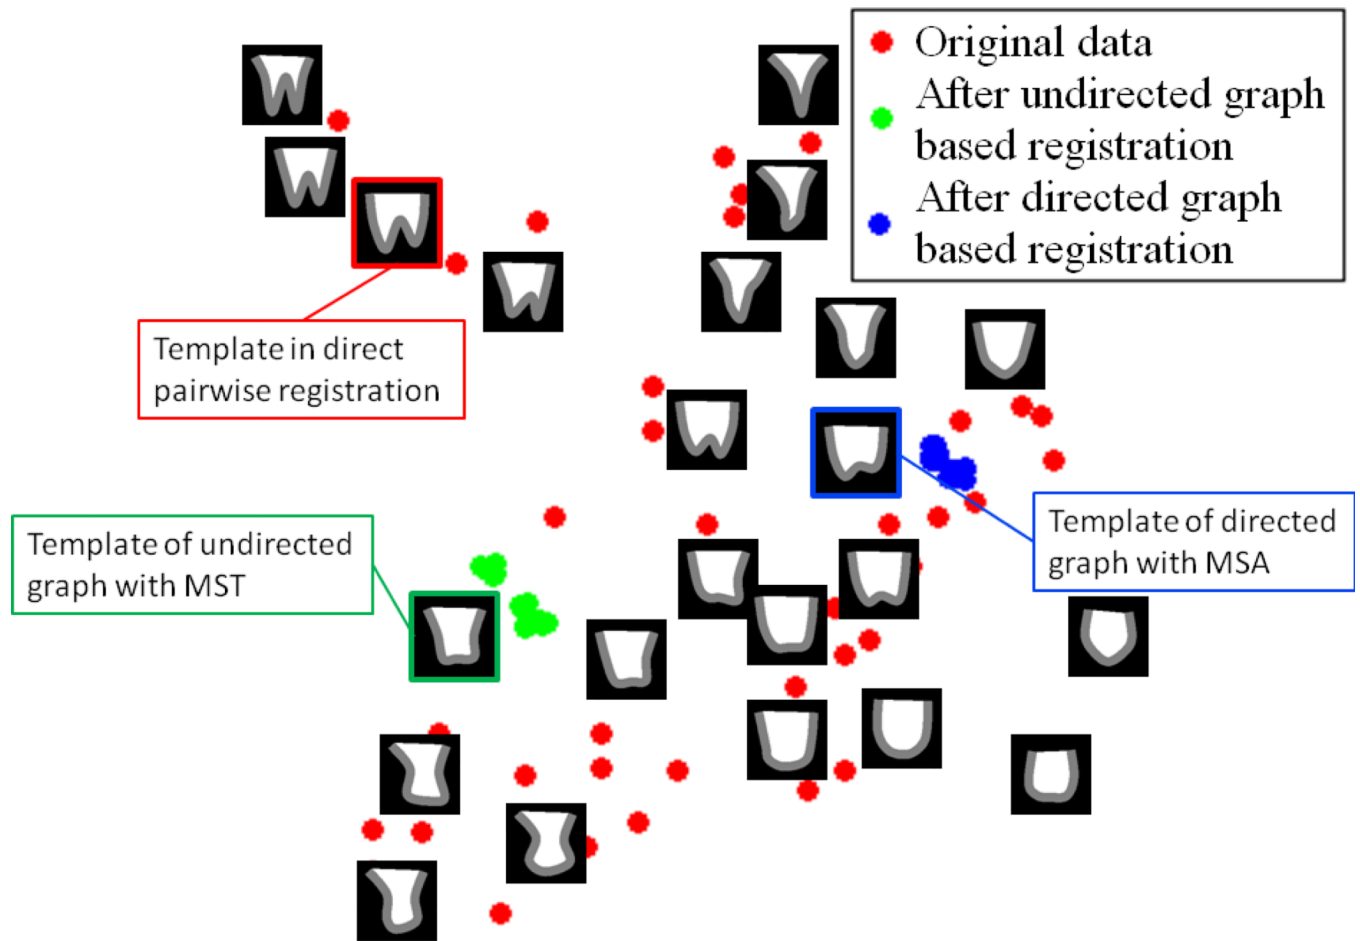 Original data
After undirected graph
based registration
After directed graph
based registration
Template in direct
pairwise registration
Template of undirected
graph with MST
Template of directed
graph with MSA